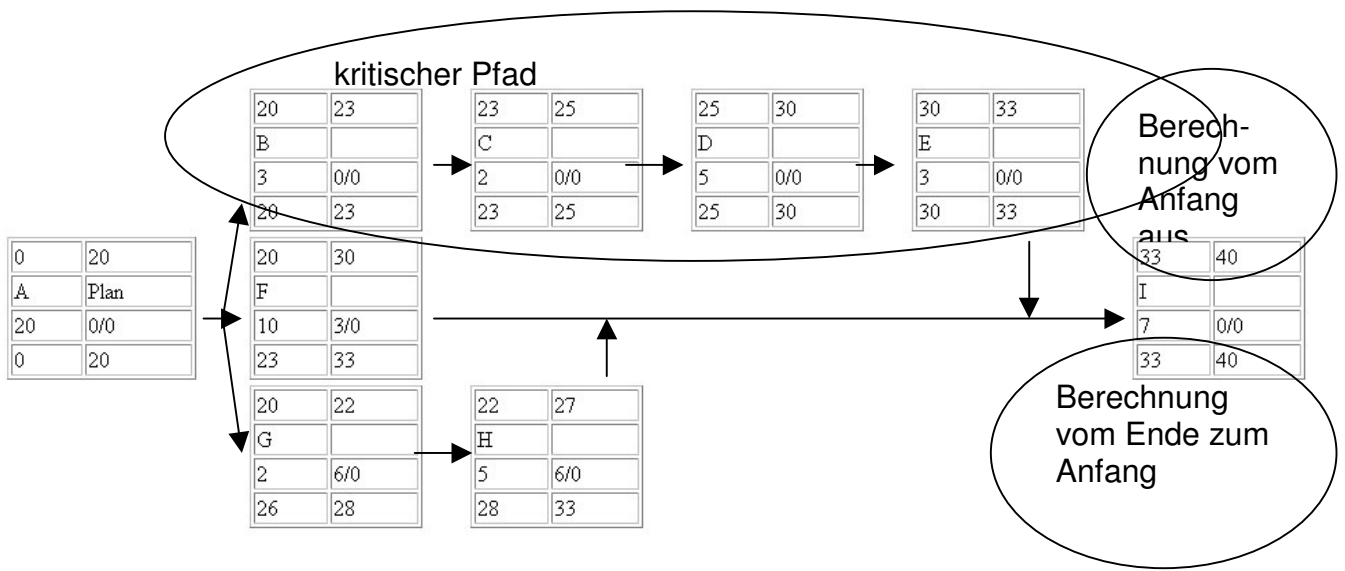 kritischer Pfad
20 23
B
3 0/0
20 23
23 25
C
2 0/0
23 25
25 30
D
5 0/0
25 30
30 33
E
3 0/0
30 33
Berech-
nung vom
Anfang
aus
0 20
A Plan
20 0/0
0 20
20 30
F
10 3/0
23 33
33 40
I
7 0/0
33 40
20 22
G
2 6/0
26 28
22 27
H
5 6/0
28 33
Berechnung
vom Ende zum
Anfang